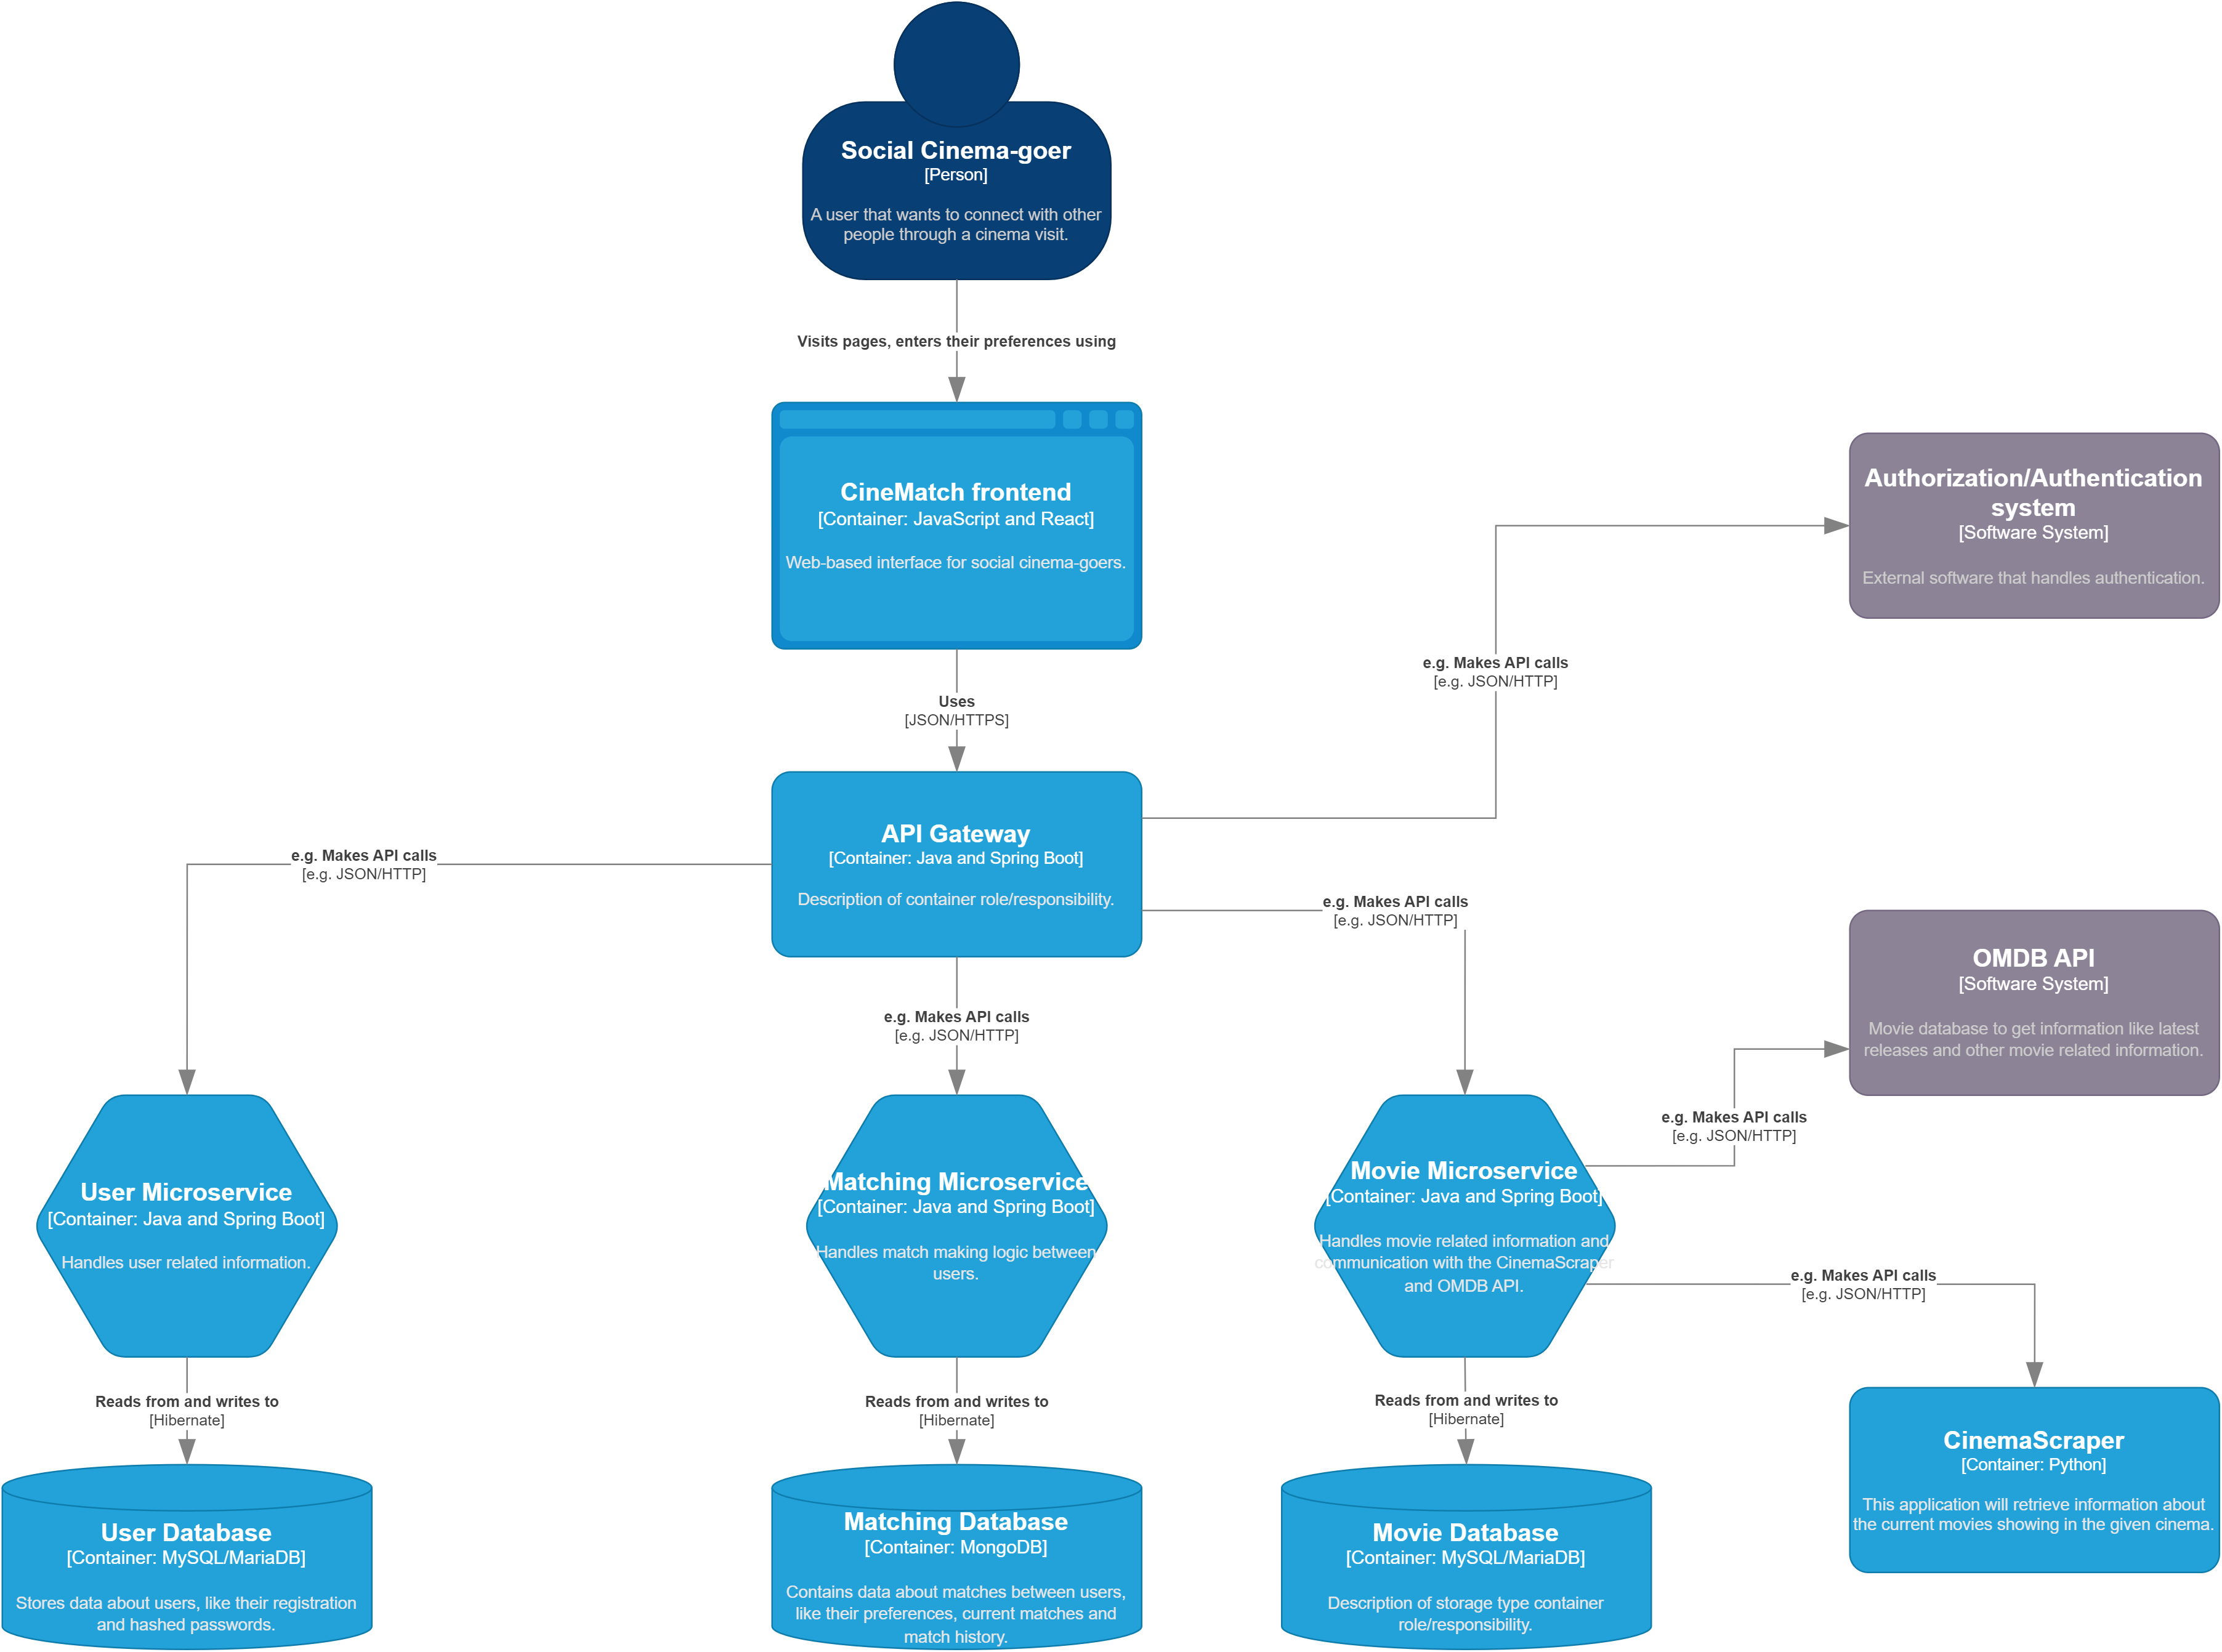 Social Cinema-goer
[Person]
A user that wants to connect with other
people through a cinema visit.
Visits pages, enters their preferences using
CineMatch frontend
[Container: JavaScript and React]
Web-based interface for social cinema-goers.
Authorization/Authentication
system
[Software System]
External software that handles authentication.
e.g. Makes API calls
[e.g. JSON/HTTP]
Uses
[JSON/HTTPS]
API Gateway
[Container: Java and Spring Boot]
Description of container role/responsibility.
e.g. Makes API calls
[e.g. JSON/HTTP]
e.g. Makes API calls
[e.g. JSON/HTTP]
e.g. Makes API calls
[e.g. JSON/HTTP]
OMDB API
[Software System]
Movie database to get information like latest
releases and other movie related information.
e.g. Makes API calls
[e.g. JSON/HTTP]
User Microservice
[Container: Java and Spring Boot]
Handles user related information.
Matching Microservice
[Container: Java and Spring Boot]
Handles match making logic between
users.
Movie Microservice
[Container: Java and Spring Boot]
Handles movie related information and
communication with the CinemaScraper
and OMDB API.
e.g. Makes API calls
[e.g. JSON/HTTP]
Reads from and writes to
[Hibernate]
Reads from and writes to
[Hibernate]
Reads from and writes to
[Hibernate]
User Database
[Container: MySQL/MariaDB]
Stores data about users, like their registration
and hashed passwords.
Matching Database
[Container: MongoDB]
Contains data about matches between users,
like their preferences, current matches and
match history.
Movie Database
[Container: MySQL/MariaDB]
Description of storage type container
role/responsibility.
CinemaScraper
[Container: Python]
This application will retrieve information about
the current movies showing in the given cinema.